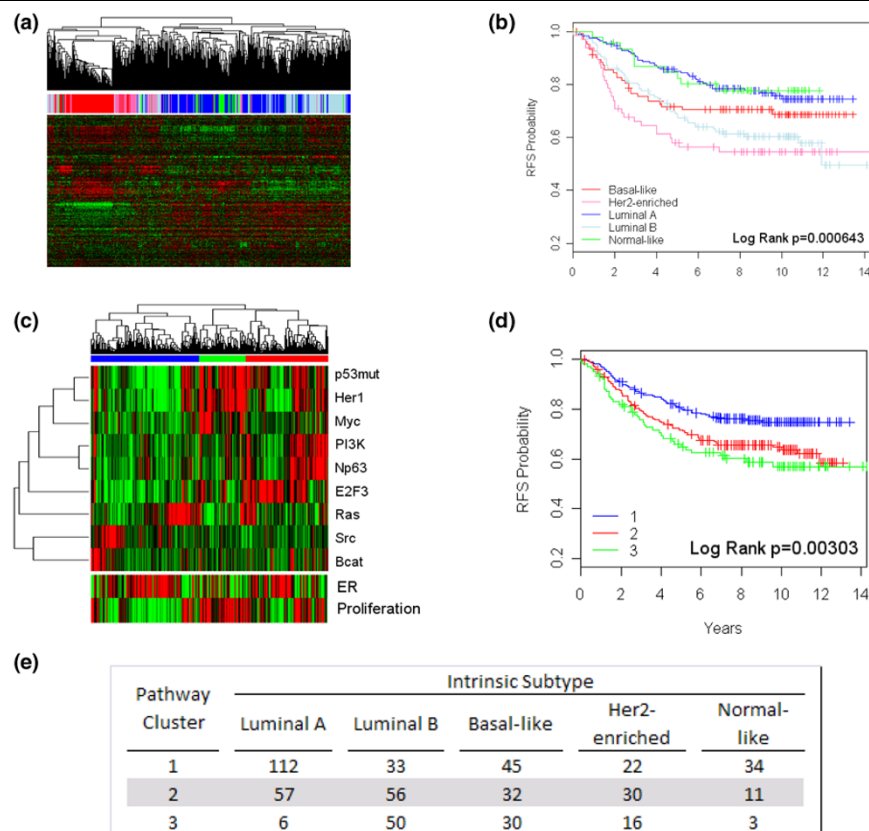 (a)
(b)
RFS Probability
1.0
0.8
0.6
0.4
0.2
Basal-like
Her2-enriched
Luminal A
Luminal B
Normal-like
Log Rank p=0.000643
0 2 4 6 8 10 12 14
(c)
p53mut
Her1
Myc
PI3K
Np63
E2F3
Ras
Src
Bcat
ER
Proliferation
(d)
RFS Probability
1.0
0.8
0.6
0.4
0.2
1
2
3
Log Rank p=0.00303
0 2 4 6 8 10 12 14
Years
(e)
Pathway Cluster
Intrinsic Subtype
Luminal A Luminal B Basal-like Her2-enriched Normal-like
1 112 33 45 22 34
2 57 56 32 30 11
3 6 50 30 16 3